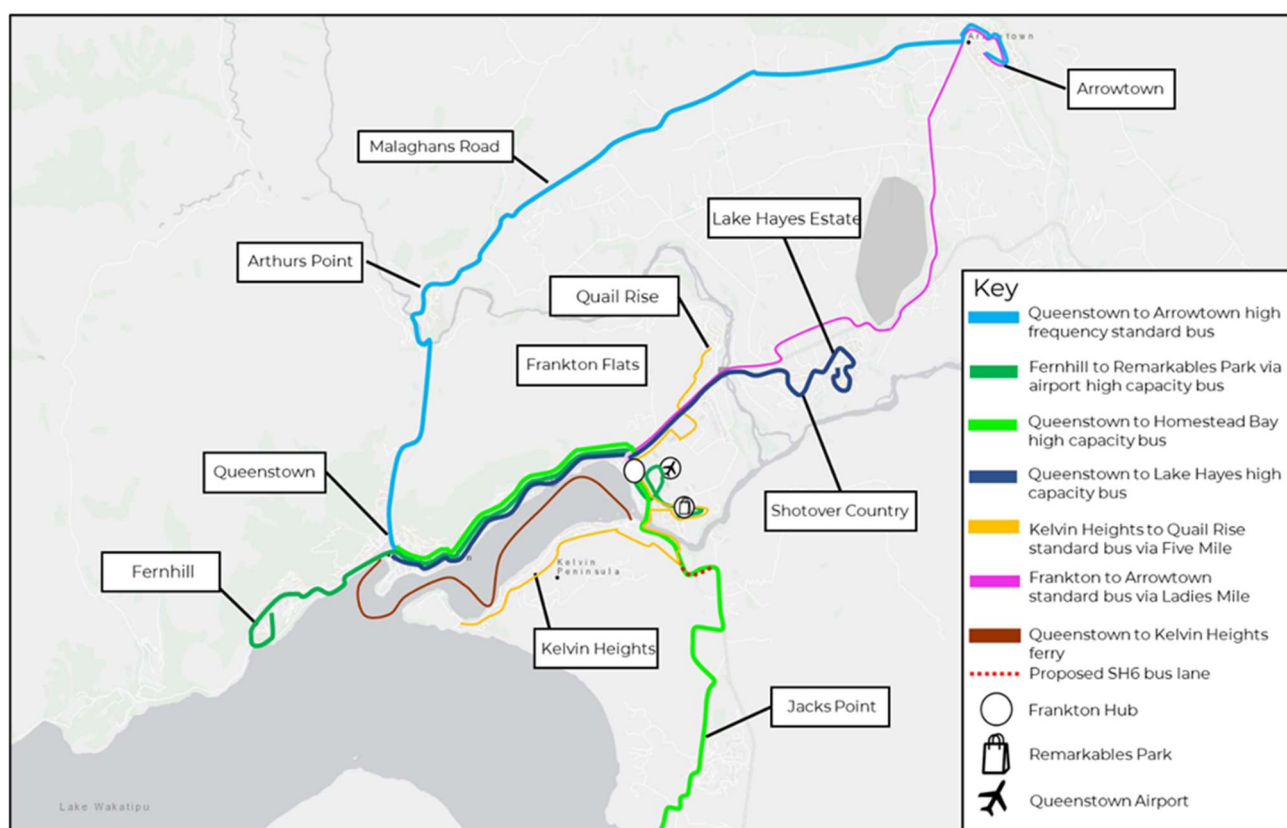 Arrowtown
Malaghans Road
Lake Hayes Estate
Arthurs Point
Quail Rise
Frankton Flats
Queenstown
Shotover Country
Fernhill
Kelvin
Peninsula
Kelvin Heights
Jacks Point
Lake Wakatipu
Key
Queenstown to Arrowtown high
frequency standard bus
Fernhill to Remarkables Park via
airport high capacity bus
Queenstown to Homestead Bay
high capacity bus
Queenstown to Lake Hayes high
capacity bus
Kelvin Heights to Quail Rise
standard bus via Five Mile
Frankton to Arrowtown
standard bus via Ladies Mile
Queenstown to Kelvin Heights
ferry
Proposed SH6 bus lane
Frankton Hub
Remarkables Park
Queenstown Airport